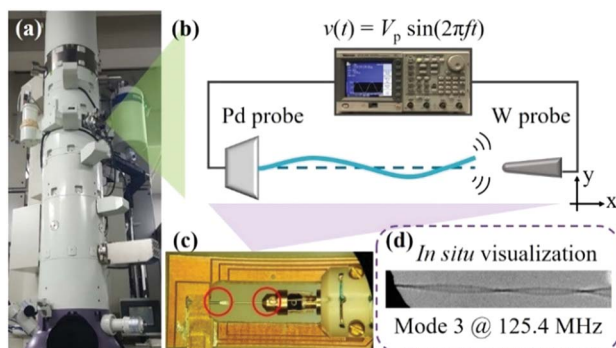 (a)
(b)
v(t) = Vp sin(2πft)
Pd probe
W probe
y
x
(c)
(d)
In situ visualization
Mode 3 @ 125.4 MHz